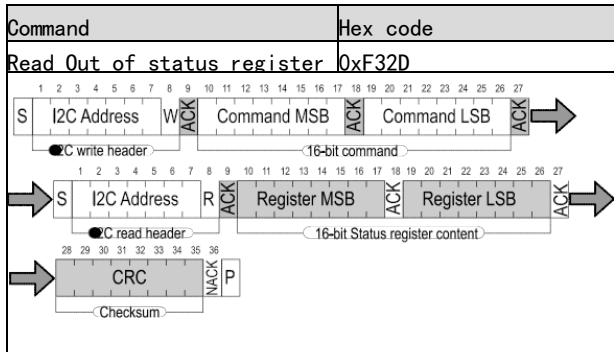 Command Hex code
Read Out of status register 0xF32D
1 2 3 4 5 6 7 8 9 10 11 12 13 14 15 16 17 18 19 20 21 22 23 24 25 26 27
S I2C Address W ACK Command MSB ACK Command LSB ACK
2C write header 16-bit command
1 2 3 4 5 6 7 8 9 10 11 12 13 14 15 16 17 18 19 20 21 22 23 24 25 26 27
S I2C Address R ACK Register MSB ACK Register LSB ACK
2C read header 16-bit Status register content
28 29 30 31 32 33 34 35 36
CRC NACK P
Checksum